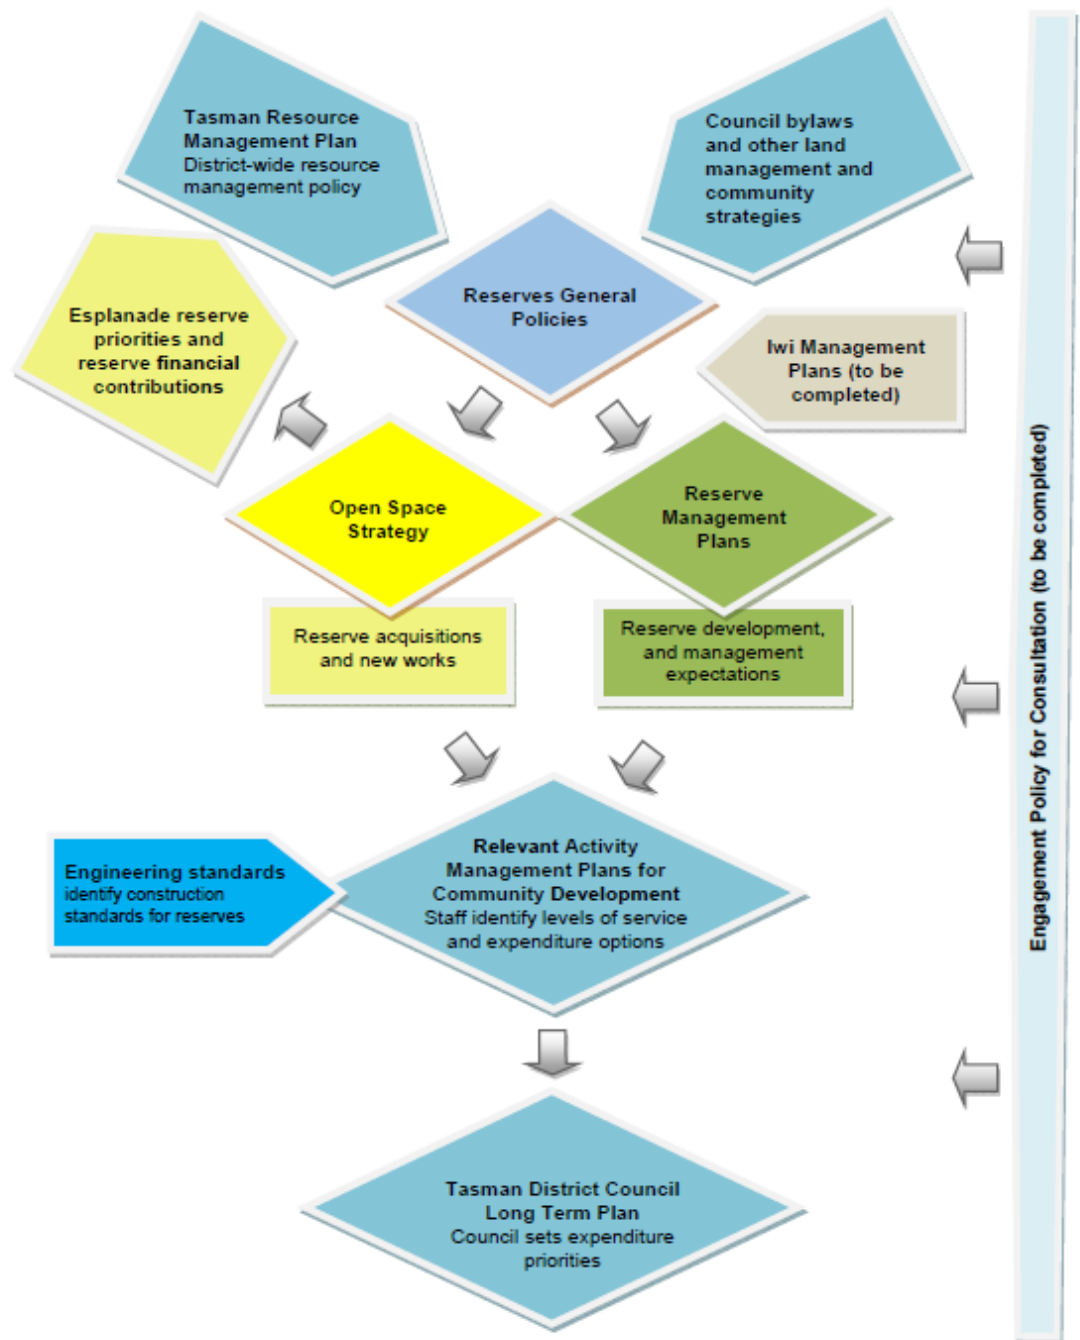 Tasman Resource
Management Plan
District-wide resource
management policy
Council bylaws
and other land
management and
community
strategies
Reserves General
Policies
Esplanade reserve
priorities and
reserve financial
contributions
Iwi Management
Plans (to be
completed)
Open Space
Strategy
Reserve
Management
Plans
Reserve acquisitions
and new works
Reserve development,
and management
expectations
Engineering standards
identify construction
standards for reserves
Relevant Activity
Management Plans for
Community Development
Staff identify levels of service
and expenditure options
Tasman District Council
Long Term Plan
Council sets expenditure
priorities
Engagement Policy for Consultation (to be completed)